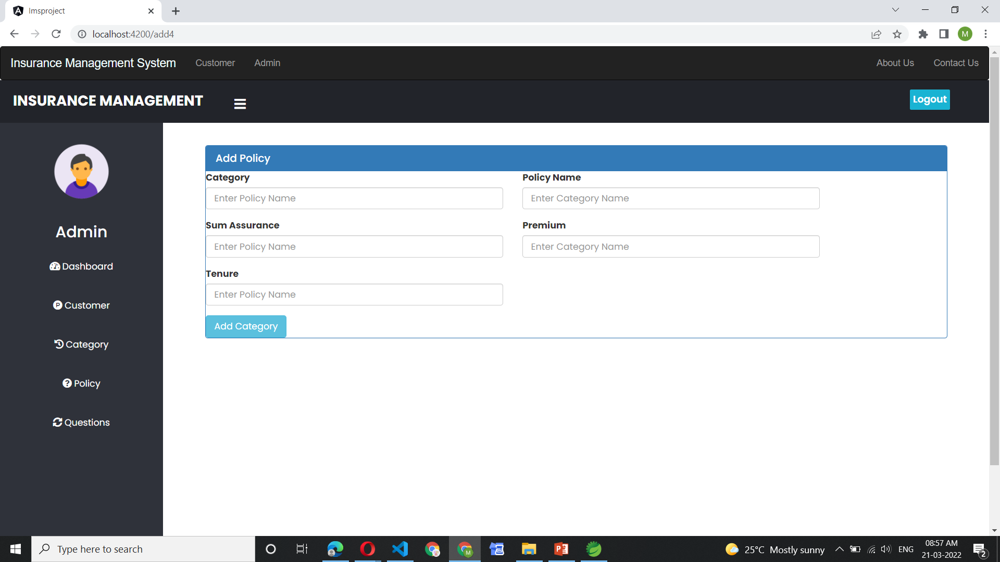 Imsproject
localhost:4200/add4
M
Insurance Management System Customer Admin About Us Contact Us
INSURANCE MANAGEMENT Logout
Admin
Dashboard
Customer
Category
Policy
Questions
Add Policy
Category Policy Name
Enter Policy Name Enter Category Name
Sum Assurance Premium
Enter Policy Name Enter Category Name
Tenure
Enter Policy Name
Add Category
Type here to search
25°C Mostly sunny
ENG
08:57 AM
21-03-2022
2